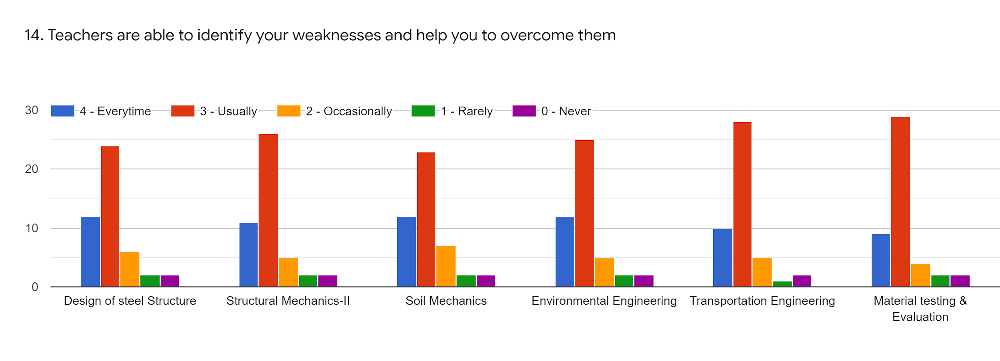 14. Teachers are able to identify your weaknesses and help you to overcome them
30
4 - Everytime
3 - Usually
2 - Occasionally
1 - Rarely
0 - Never
20
10
0
Design of steel Structure
Structural Mechanics-II
Soil Mechanics
Environmental Engineering
Transportation Engineering
Material testing &
Evaluation